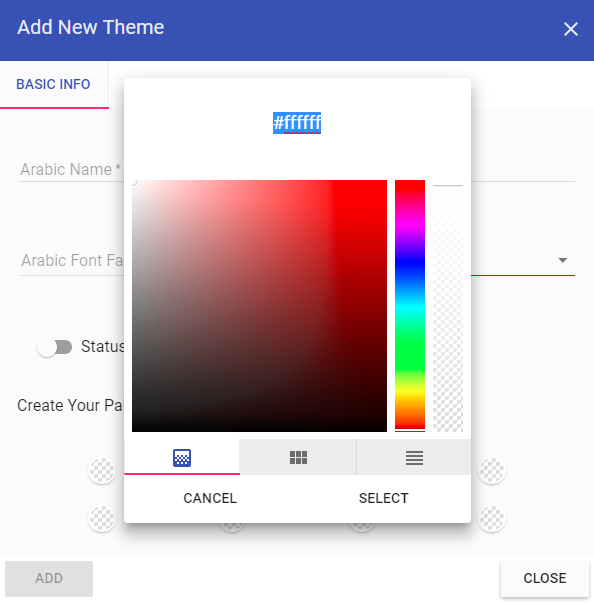 Add New Theme
BASIC INFO
#ffffff
Arabic Name *
Arabic Font Fa
Status
Create Your Pa
CANCEL
SELECT
ADD
CLOSE